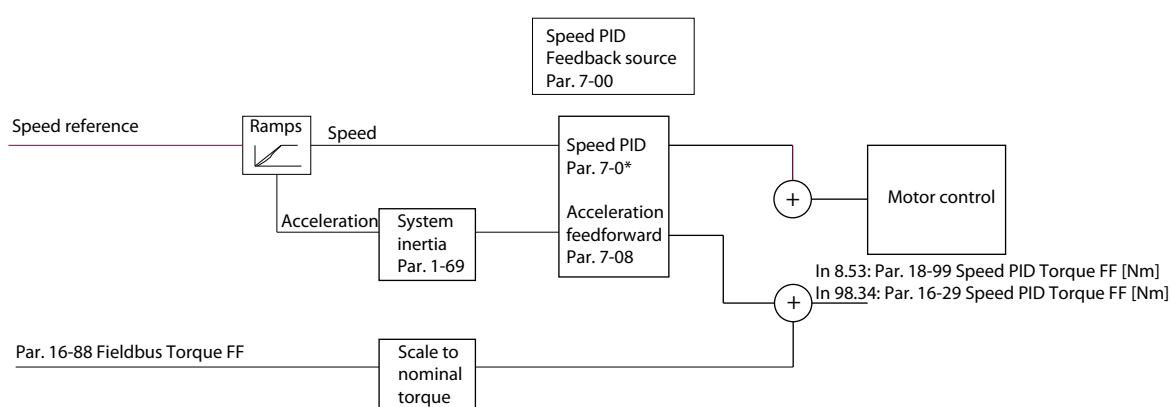 Speed PID
Feedback source
Par. 7-00
Speed reference
Ramps
Speed
Speed PID
Par. 7-0*
Acceleration
System
inertia
Par. 1-69
Acceleration
feedforward
Par. 7-08
+
Motor control
In 8.53: Par. 18-99 Speed PID Torque FF [Nm]
In 98.34: Par. 16-29 Speed PID Torque FF [Nm]
+
Par. 16-88 Fieldbus Torque FF
Scale to
nominal
torque